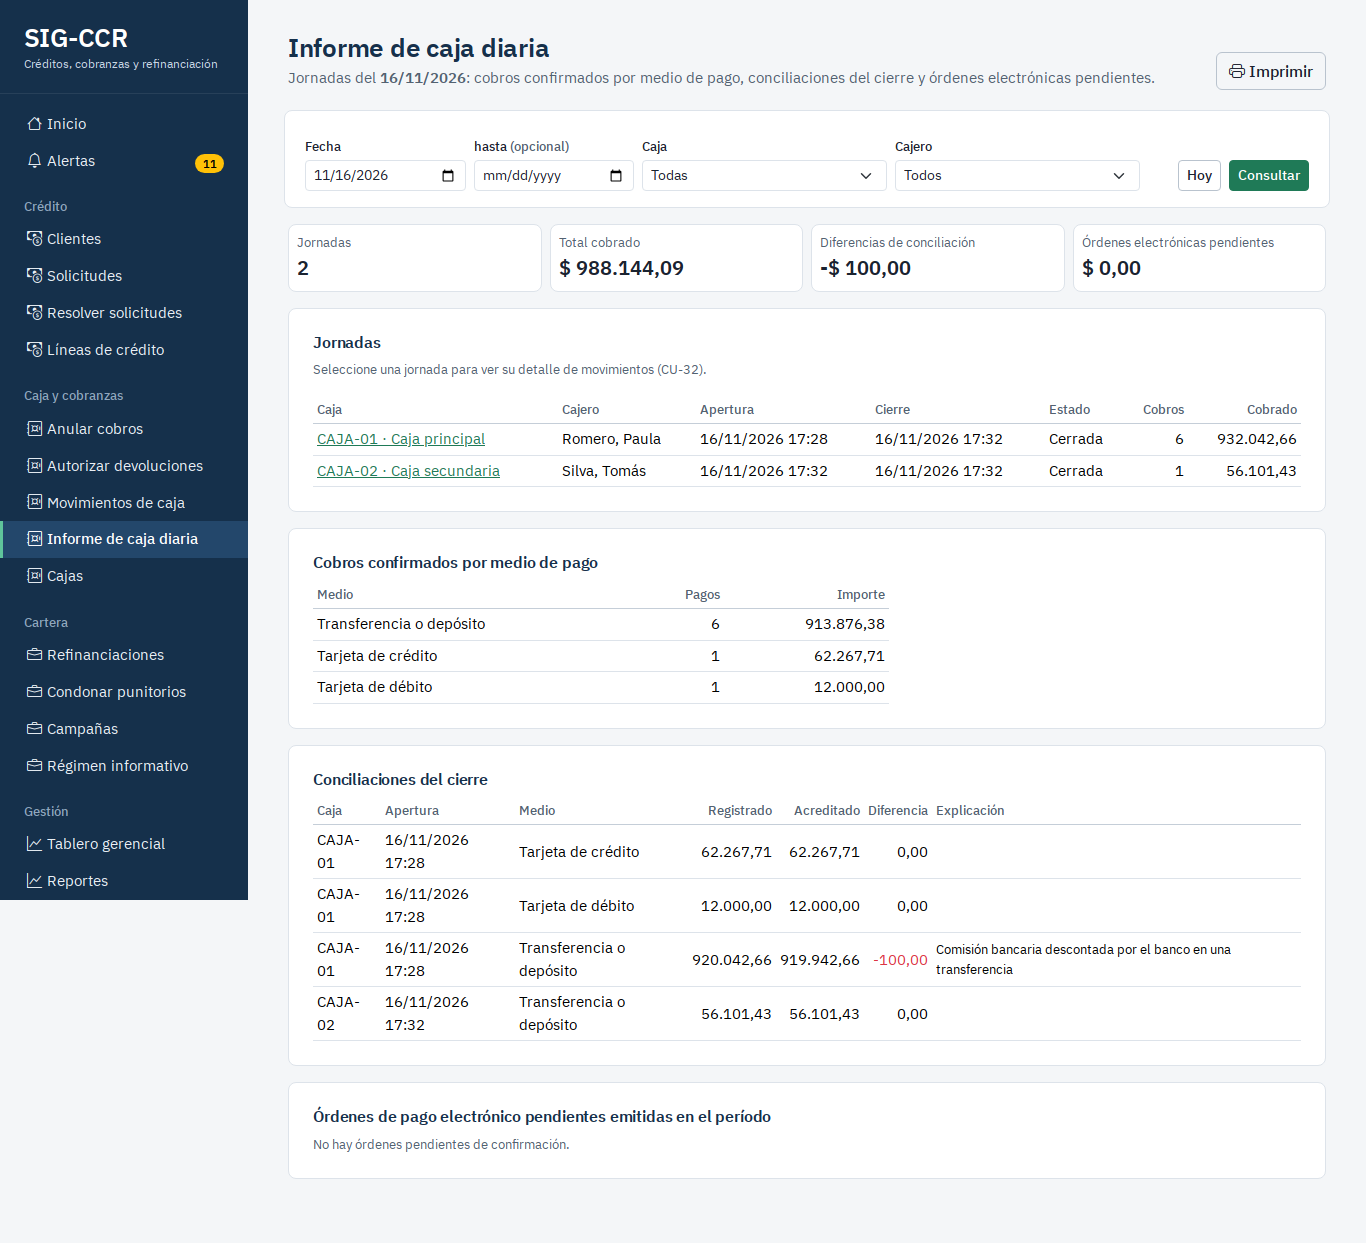 SIG-CCR
Créditos, cobranzas y refinanciación
Inicio
Alertas 11
Crédito
Clientes
Solicitudes
Resolver solicitudes
Líneas de crédito
Caja y cobranzas
Anular cobros
Autorizar devoluciones
Movimientos de caja
Informe de caja diaria
Cajas
Cartera
Refinanciaciones
Condonar punitorios
Campañas
Régimen informativo
Gestión
Tablero gerencial
Reportes
Informe de caja diaria
Jornadas del 16/11/2026: cobros confirmados por medio de pago, conciliaciones del cierre y órdenes electrónicas pendientes.
Imprimir
Fecha hasta (opcional) Caja Cajero
11/16/2026 mm/dd/yyyy Todas Todos Hoy Consultar
Jornadas Total cobrado Diferencias de conciliación Órdenes electrónicas pendientes
2 $ 988.144,09 -$ 100,00 $ 0,00
Jornadas
Seleccione una jornada para ver su detalle de movimientos (CU-32).
Caja Cajero Apertura Cierre Estado Cobros Cobrado
CAJA-01 · Caja principal Romero, Paula 16/11/2026 17:28 16/11/2026 17:32 Cerrada 6 932.042,66
CAJA-02 · Caja secundaria Silva, Tomás 16/11/2026 17:32 16/11/2026 17:32 Cerrada 1 56.101,43
Cobros confirmados por medio de pago
Medio Pagos Importe
Transferencia o depósito 6 913.876,38
Tarjeta de crédito 1 62.267,71
Tarjeta de débito 1 12.000,00
Conciliaciones del cierre
Caja Apertura Medio Registrado Acreditado Diferencia Explicación
CAJA- 16/11/2026
Tarjeta de crédito 62.267,71 62.267,71 0,00
01 17:28
CAJA- 16/11/2026
Tarjeta de débito 12.000,00 12.000,00 0,00
01 17:28
CAJA- 16/11/2026 Transferencia o Comisión bancaria descontada por el banco en una
920.042,66 919.942,66 -100,00
01 17:28 depósito transferencia
CAJA- 16/11/2026 Transferencia o
56.101,43 56.101,43 0,00
02 17:32 depósito
Órdenes de pago electrónico pendientes emitidas en el período
No hay órdenes pendientes de confirmación.